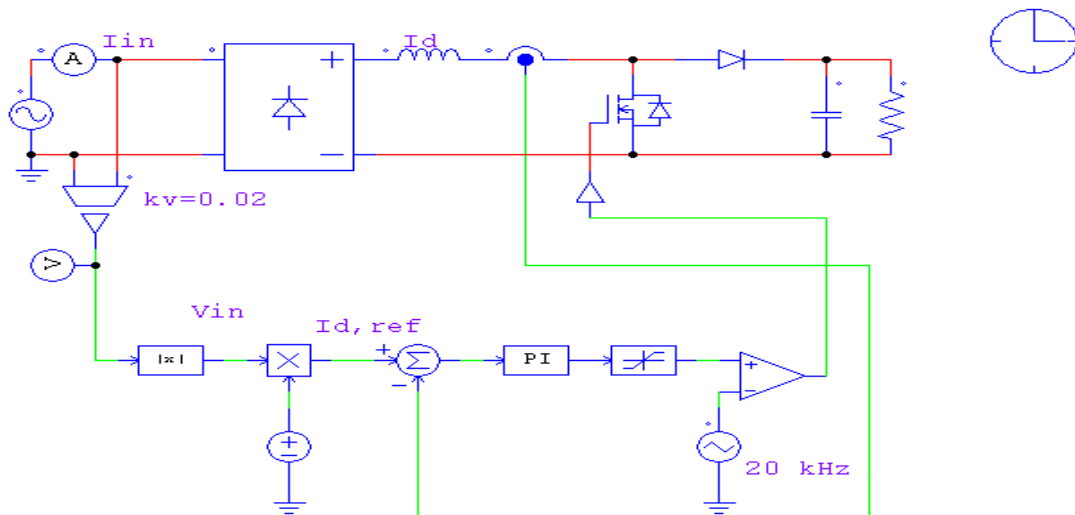 Iin
Id
A
kv=0.02
V
Vin
Id,ref
|x|
PI
20 kHz